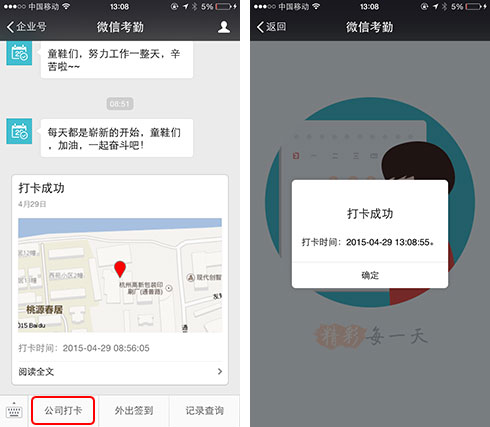 中国移动 13:08 5%
企业号 微信考勤
童鞋们，努力工作一整天，辛
苦啦~~
08:51
每天都是崭新的开始，童鞋们
，加油，一起奋斗吧！
打卡成功
4月29日
西苑小区
杭州高新包装印
刷厂(通普路)
现代创智
桃源春居
015 Baidu
打卡时间：2015-04-29 08:56:05
阅读全文
公司打卡 外出签到 记录查询
中国移动 13:08 5%
返回 微信考勤
一 二 三 四
打卡成功
打卡时间：2015-04-29 13:08:55。
确定
精彩每一天